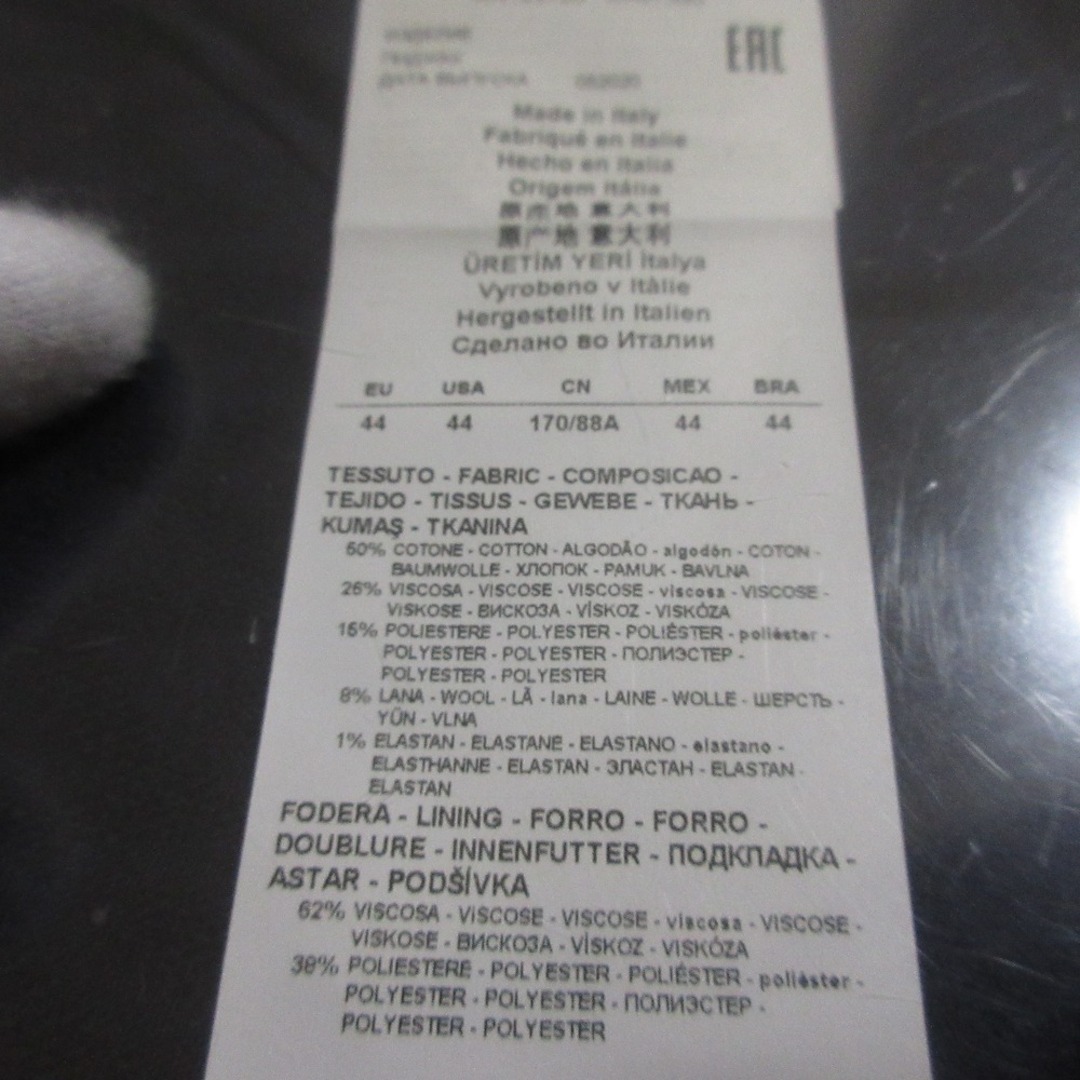 ИЗДЕЛИЕ
EAC
ДАТА ВЫПУСКА
Made in Italy
Fabriqué en Italie
Hecho en Italia
Origem Itália
原產地 意大利
原产地 意大利
ÜRETİM YERİ İtalya
Vyrobeno v Itálie
Hergestellt in Italien
Сделано во Италии
EU USA CN MEX BRA
44 44 170/88A 44 44
TESSUTO - FABRIC - COMPOSICAO -
TEJIDO - TISSUS - GEWEBE - ТКАНЬ -
KUMAŞ - TKANINA
50% COTONE - COTTON - ALGODÃO - algodón - COTON -
BAUMWOLLE - ХЛОПОК - PAMUK - BAVLNA
26% VISCOSA - VISCOSE - VISCOSE - viscosa - VISCOSE -
VISKOSE - ВИСКОЗА - VİSKOZ - VISKÓZA
15% POLIESTERE - POLYESTER - POLIÉSTER - poliéster -
POLYESTER - POLYESTER - ПОЛИЭСТЕР -
POLYESTER - POLYESTER
8% LANA - WOOL - LÃ - lana - LAINE - WOLLE - ШЕРСТЬ -
YÜN - VLNA
1% ELASTAN - ELASTANE - ELASTANO - elastano -
ELASTHANNE - ELASTAN - ЭЛАСТАН - ELASTAN -
ELASTAN
FODERA - LINING - FORRO - FORRO -
DOUBLURE - INNENFUTTER - ПОДКЛАДКА -
ASTAR - PODŠÍVKA
62% VISCOSA - VISCOSE - VISCOSE - viscosa - VISCOSE -
VISKOSE - ВИСКОЗА - VİSKOZ - VISKÓZA
38% POLIESTERE - POLYESTER - POLIÉSTER - poliéster -
POLYESTER - POLYESTER - ПОЛИЭСТЕР -
POLYESTER - POLYESTER